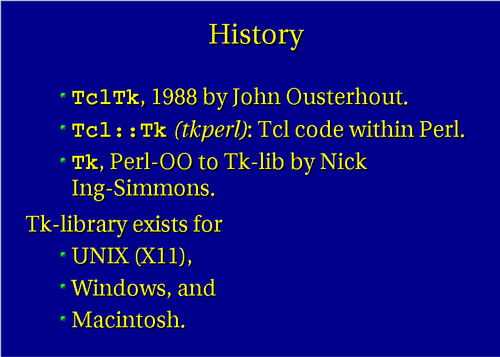 History
TclTk, 1988 by John Ousterhout.
Tcl::Tk (tkperl): Tcl code within Perl.
Tk, Perl-OO to Tk-lib by Nick
Ing-Simmons.
Tk-library exists for
UNIX (X11),
Windows, and
Macintosh.